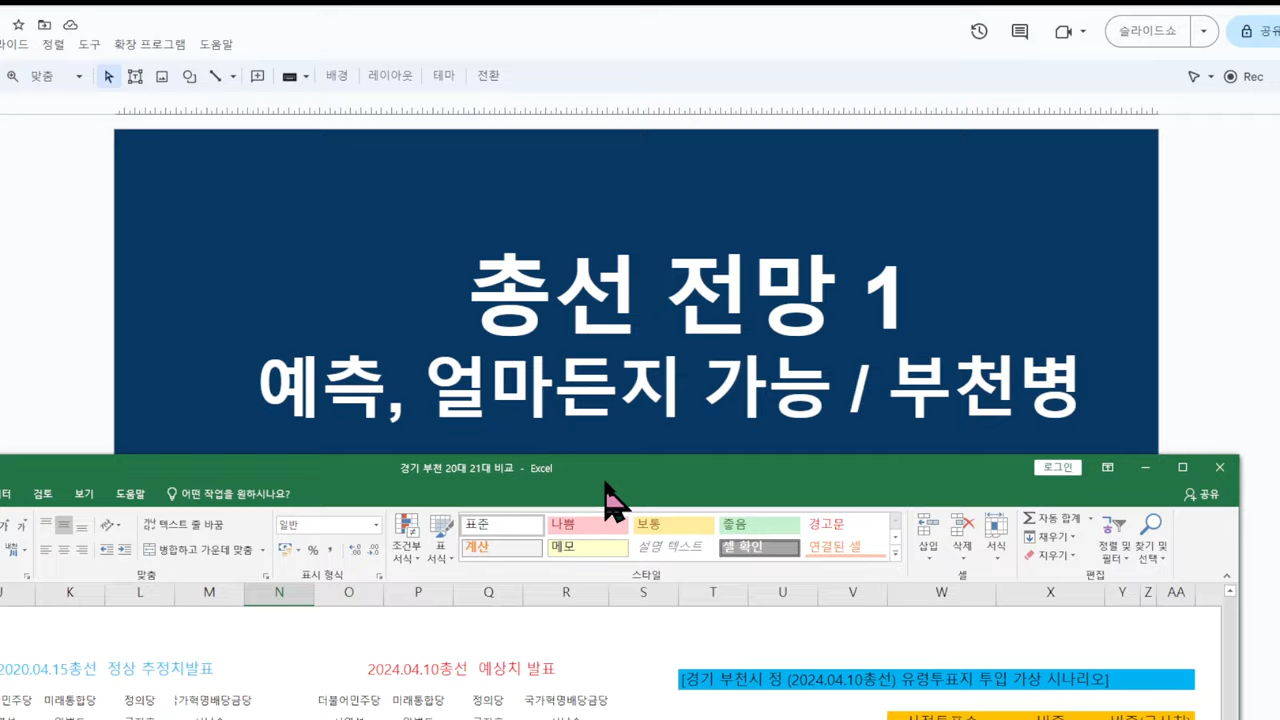 라이드 정렬 도구 확장 프로그램 도움말
슬라이드쇼
공유
맞춤
배경 레이아웃 테마 전환
Rec
총선 전망 1
예측, 얼마든지 가능 / 부천병
경기 부천 20대 21대 비교 - Excel
로그인
검토 보기 도움말 어떤 작업을 원하시나요?
공유
텍스트 줄 바꿈
일반
표준 나쁨 보통 좋음 경고문
병합하고 가운데 맞춤
조건부 서식
표 서식
계산 메모 설명 텍스트 셀 확인 연결된 셀
삽입 삭제 서식
자동 합계
채우기
지우기
정렬 및 필터
찾기 및 선택
맞춤 표시 형식 스타일 셀 편집
K L M N O P Q R S T U V W X Y Z AA
2020.04.15총선 정상 추정치발표
2024.04.10총선 예상치 발표
[경기 부천시 정 (2024.04.10총선) 유령투표지 투입 가상 시나리오]
민주당 미래통합당 정의당 국가혁명배당금당
더불어민주당 미래통합당 정의당 국가혁명배당금당